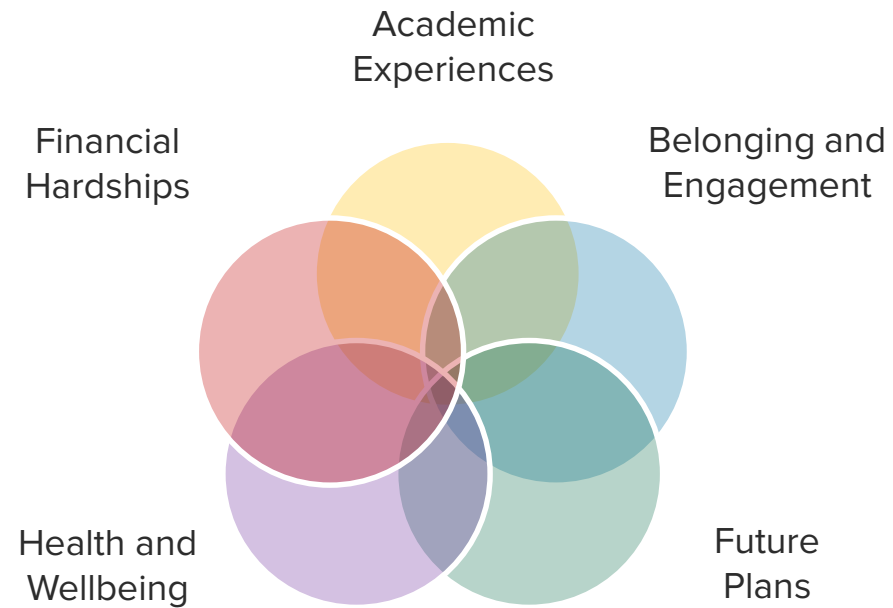 Academic
Experiences
Financial
Hardships
Belonging and
Engagement
Health and
Wellbeing
Future
Plans